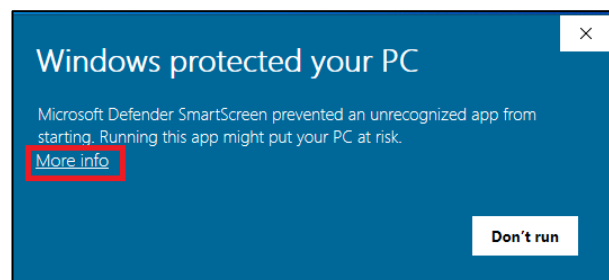 Windows protected your PC
Microsoft Defender SmartScreen prevented an unrecognized app from
starting. Running this app might put your PC at risk.
More info
Don't run